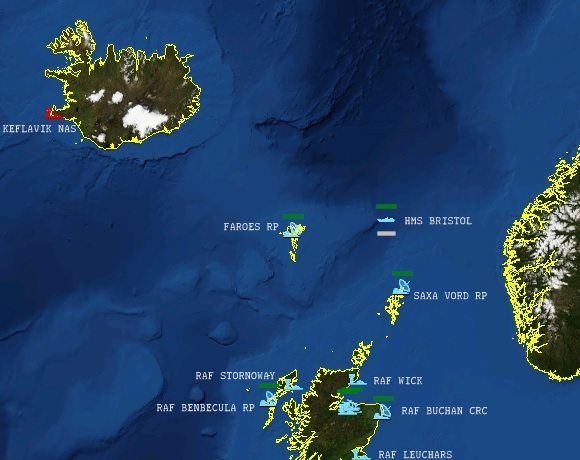 KEFLAVIK NAS
FAROES RP
HMS BRISTOL
SAXA VORD RP
RAF STORNOWAY
RAF WICK
RAF BENBECULA RP
RAF BUCHAN CRC
RAF LEUCHARS